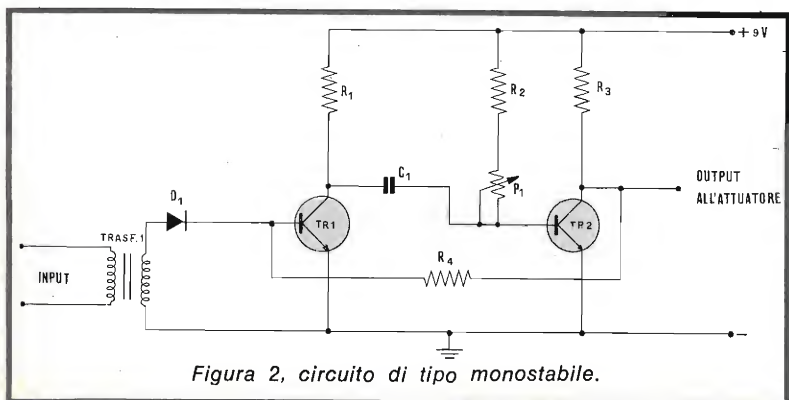 + 9V
R1
R2
R3
C1
P1
D1
OUTPUT
ALL'ATTUATORE
TRASF.1
TR1
TR2
INPUT
R4
-
Figura 2, circuito di tipo monostabile.